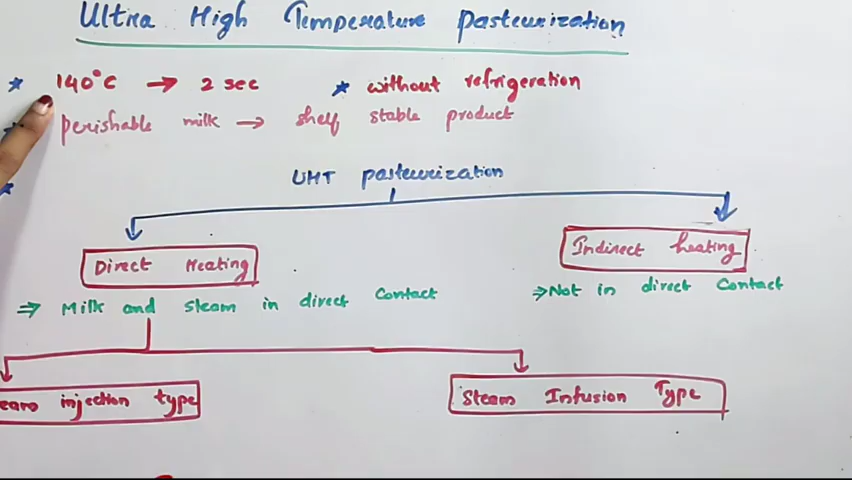 Ultra High Temperature Pasteurization
140°C → 2 sec
without refrigeration
perishable milk → shelf stable product
UHT pasteurization
Direct Heating
Indirect heating
⇒ Milk and steam in direct Contact
⇒ Not in direct Contact
eam injection type
Steam Infusion Type